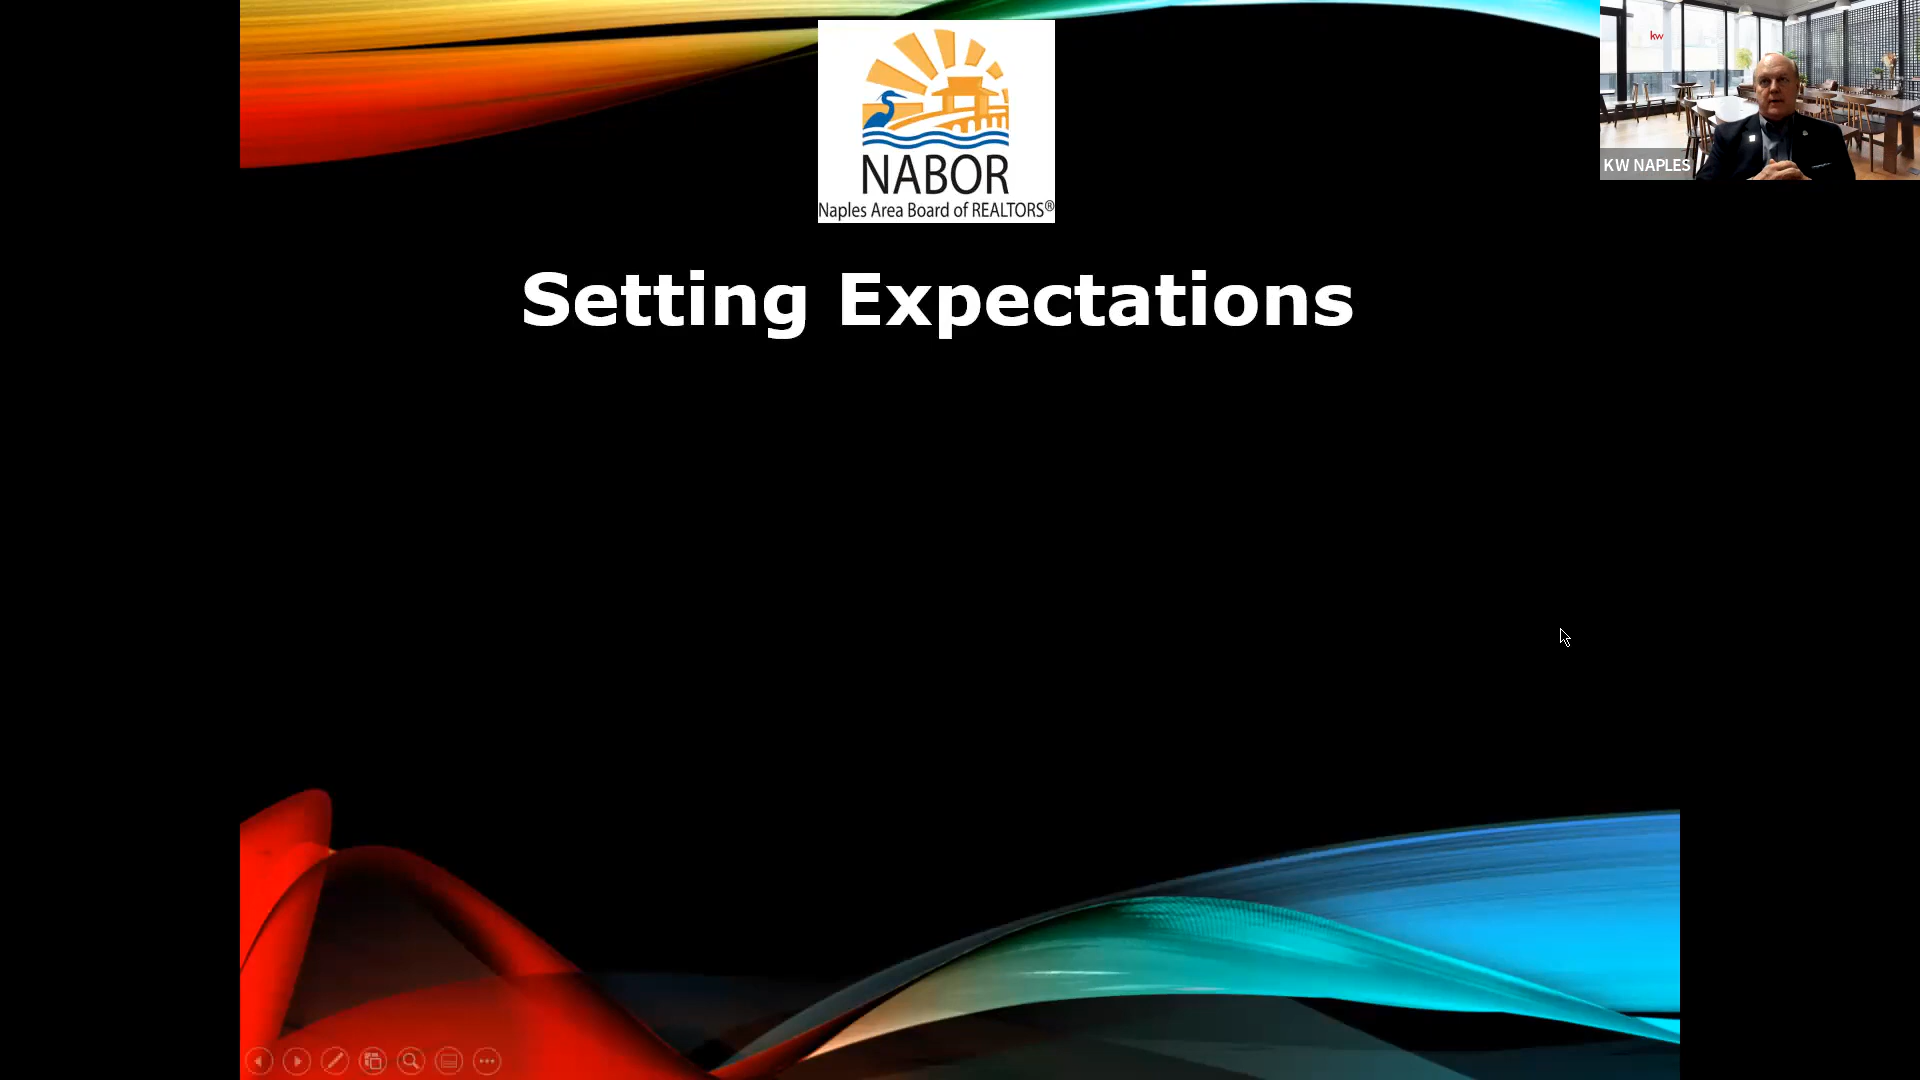 NABOR
Naples Area Board of REALTORS®
kw
KW NAPLES
Setting Expectations